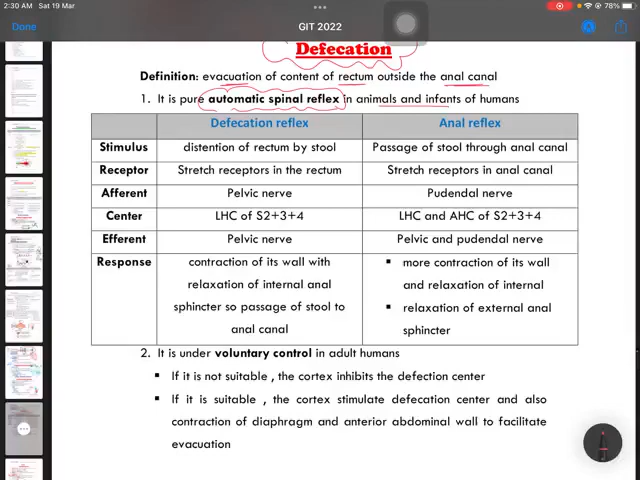 2:30 AM Sat 19 Mar
78%
Done
GIT 2022
Defecation
Definition: evacuation of content of rectum outside the anal canal
1. It is pure automatic spinal reflex in animals and infants of humans
Defecation reflex Anal reflex
Stimulus distention of rectum by stool Passage of stool through anal canal
Receptor Stretch receptors in the rectum Stretch receptors in anal canal
Afferent Pelvic nerve Pudendal nerve
Center LHC of S2+3+4 LHC and AHC of S2+3+4
Efferent Pelvic nerve Pelvic and pudendal nerve
Response contraction of its wall with ▪ more contraction of its wall
relaxation of internal anal and relaxation of internal
sphincter so passage of stool to ▪ relaxation of external anal
anal canal sphincter
2. It is under voluntary control in adult humans
▪ If it is not suitable , the cortex inhibits the defection center
▪ If it is suitable , the cortex stimulate defecation center and also
contraction of diaphragm and anterior abdominal wall to facilitate
evacuation